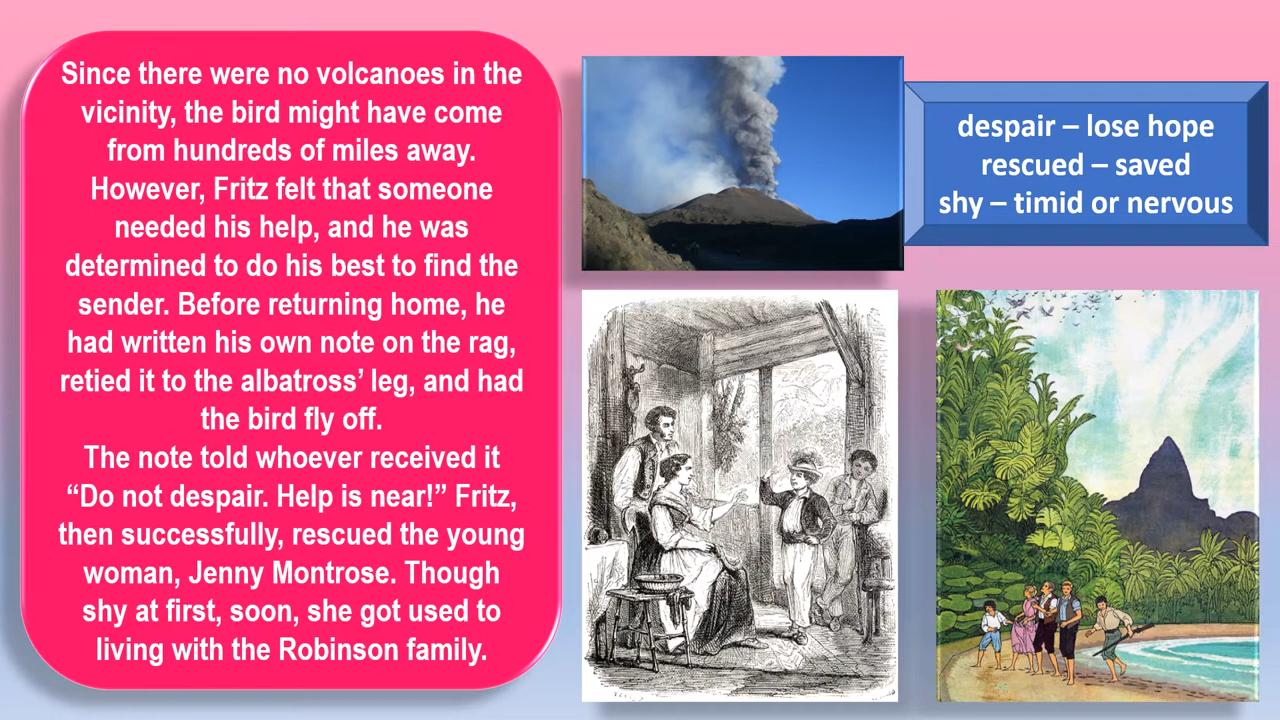 Since there were no volcanoes in the
vicinity, the bird might have come
from hundreds of miles away.
However, Fritz felt that someone
needed his help, and he was
determined to do his best to find the
sender. Before returning home, he
had written his own note on the rag,
retied it to the albatross’ leg, and had
the bird fly off.
The note told whoever received it
“Do not despair. Help is near!” Fritz,
then successfully, rescued the young
woman, Jenny Montrose. Though
shy at first, soon, she got used to
living with the Robinson family.
despair – lose hope
rescued – saved
shy – timid or nervous